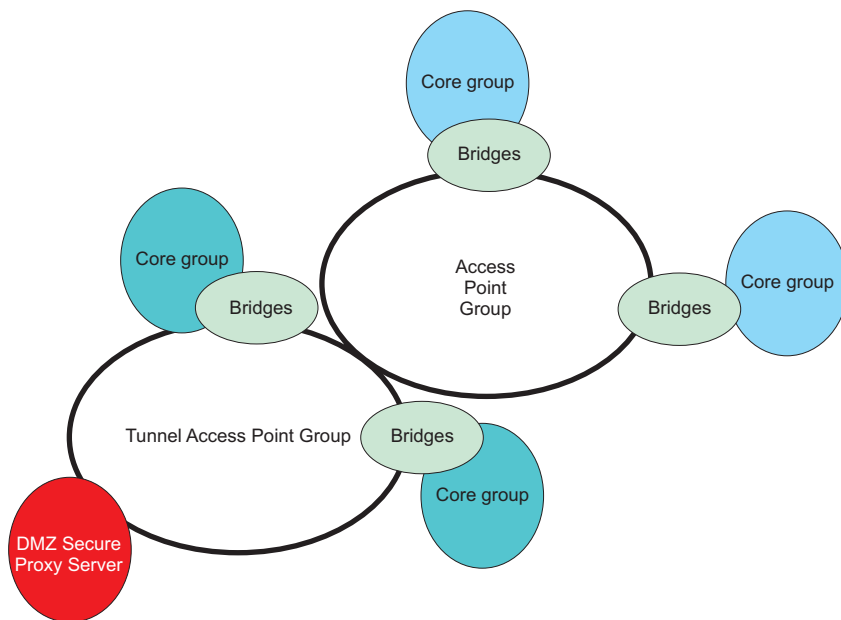 Core group
Bridges
Core group
Bridges
Access
Point
Group
Bridges
Core group
Tunnel Access Point Group
Bridges
Core group
DMZ Secure
Proxy Server